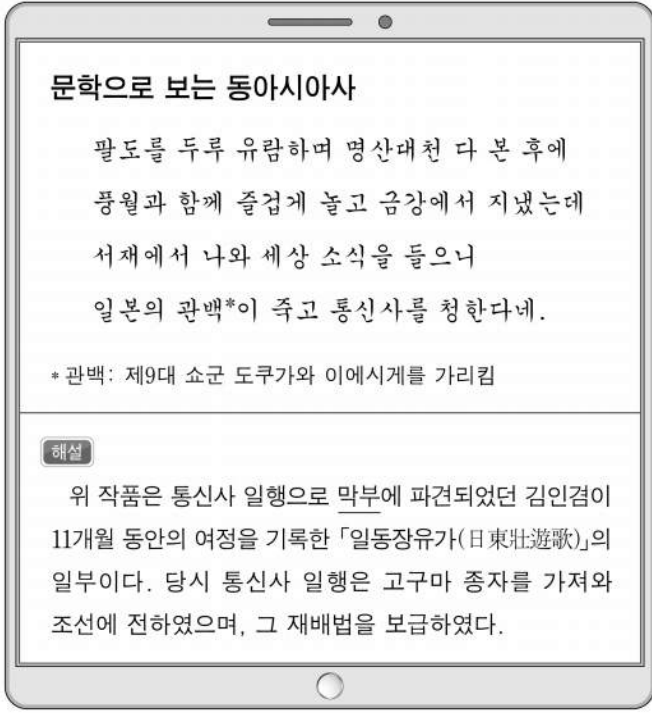 문학으로 보는 동아시아사
팔도를 두루 유람하며 명산대천 다 본 후에
풍월과 함께 즐겁게 놀고 금강에서 지냈는데
서재에서 나와 세상 소식을 들으니
일본의 관백*이 죽고 통신사를 청한다네.
* 관백: 제9대 쇼군 도쿠가와 이에시게를 가리킴
해설
위 작품은 통신사 일행으로 막부에 파견되었던 김인겸이
11개월 동안의 여정을 기록한 「일동장유가(日東壯遊歌)」의
일부이다. 당시 통신사 일행은 고구마 종자를 가져와
조선에 전하였으며, 그 재배법을 보급하였다.